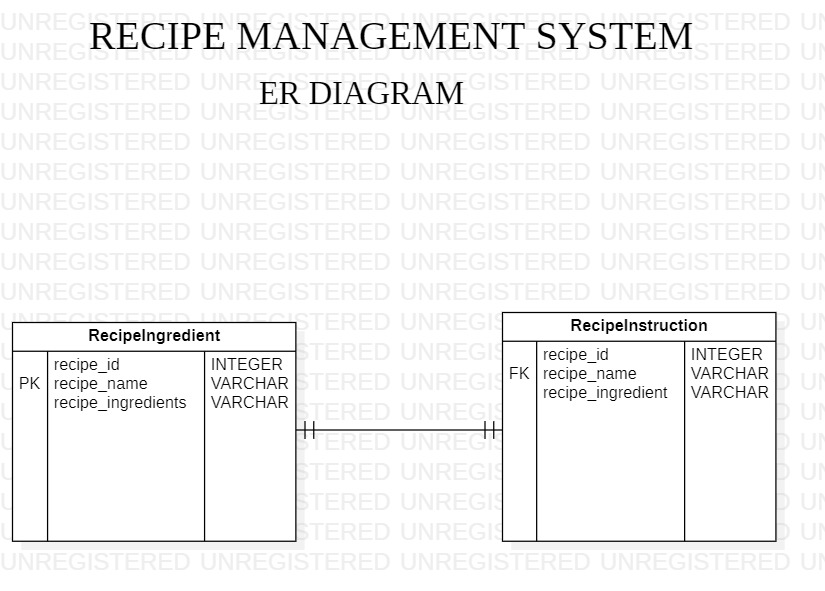 RECIPE MANAGEMENT SYSTEM
ER DIAGRAM
RecipeIngredient
recipe_id INTEGER
PK recipe_name VARCHAR
recipe_ingredients VARCHAR
RecipeInstruction
recipe_id INTEGER
FK recipe_name VARCHAR
recipe_ingredient VARCHAR
UNREGISTERED UNREGISTERED UNREGISTERED UNREGISTERED